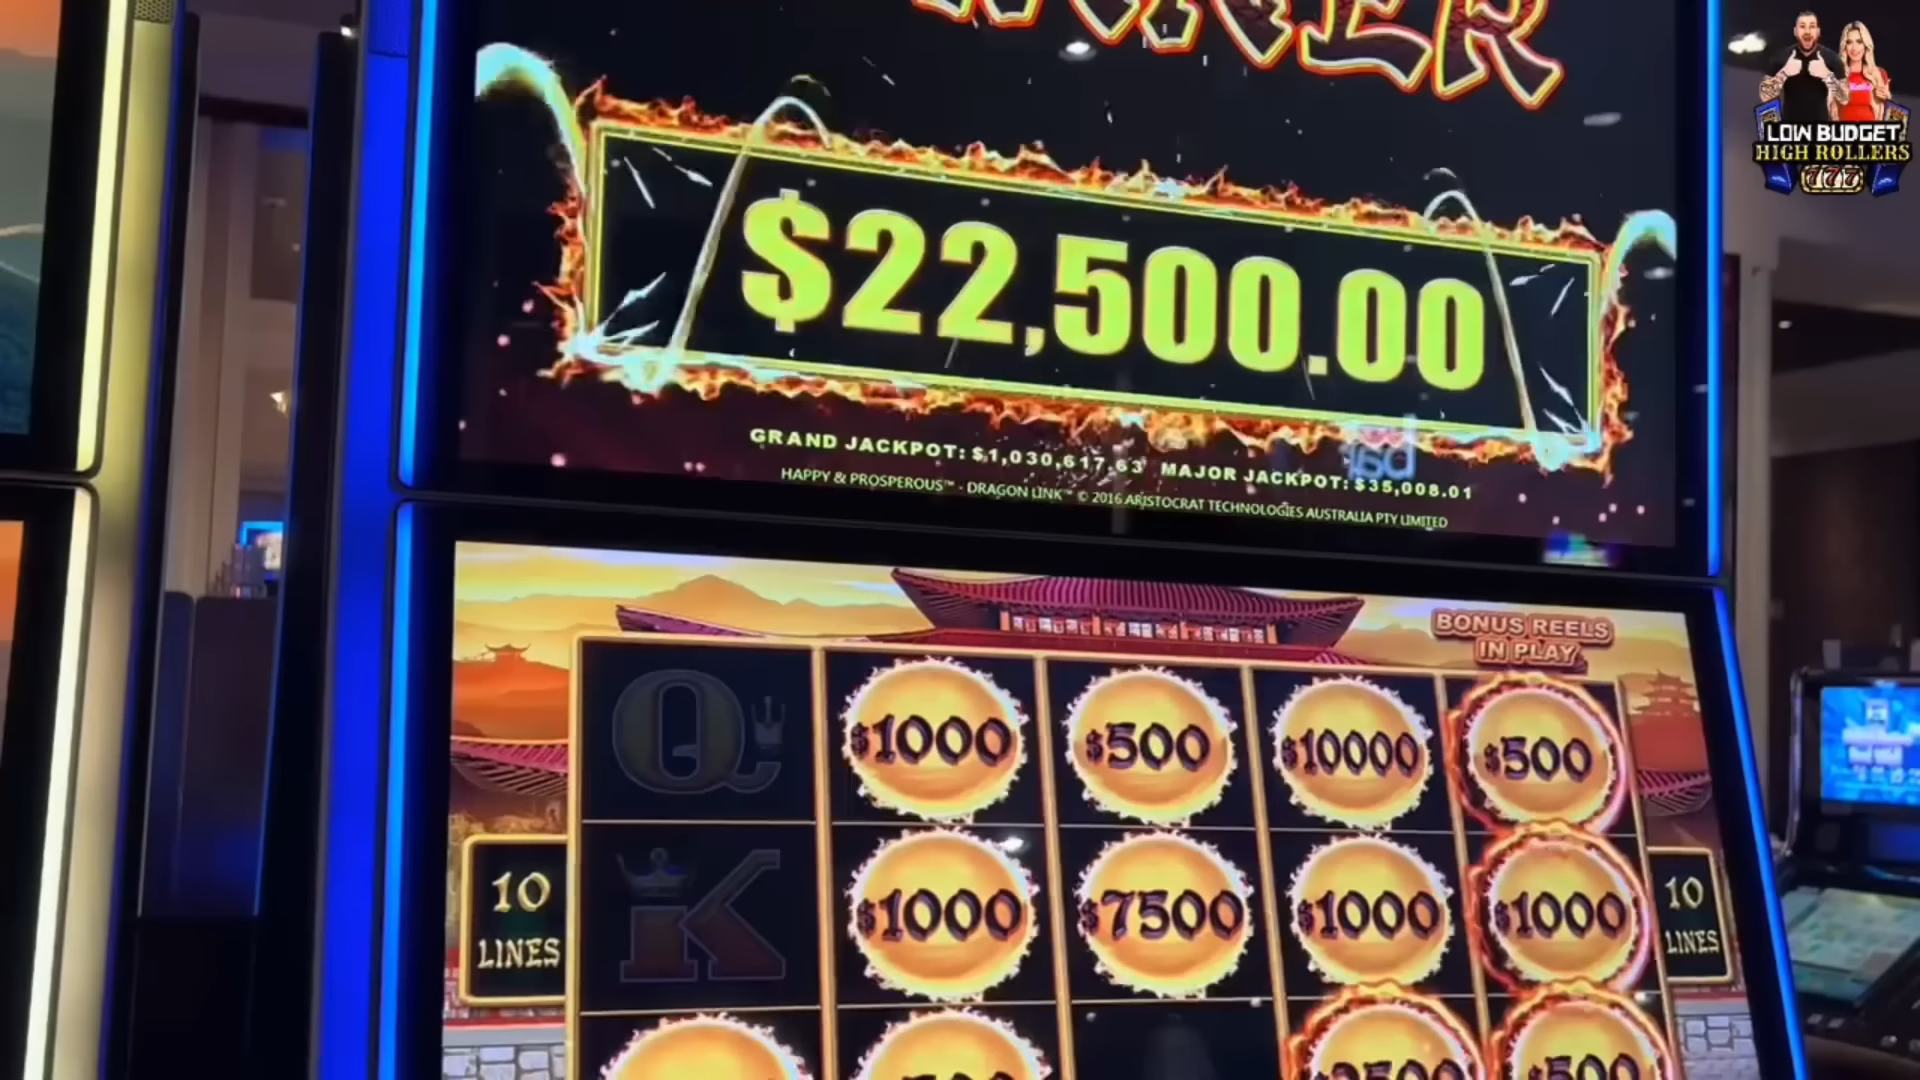 LOW BUDGET
HIGH ROLLERS
777
$22,500.00
GRAND JACKPOT: $1,030,617.63 MAJOR JACKPOT: $35,008.01
HAPPY & PROSPEROUS™ - DRAGON LINK™ © 2016 ARISTOCRAT TECHNOLOGIES AUSTRALIA PTY LIMITED
BONUS REELS
IN PLAY
Q $1000 $500 $10000 $500
10
LINES
K $1000 $7500 $1000 $1000
10
LINES
$500